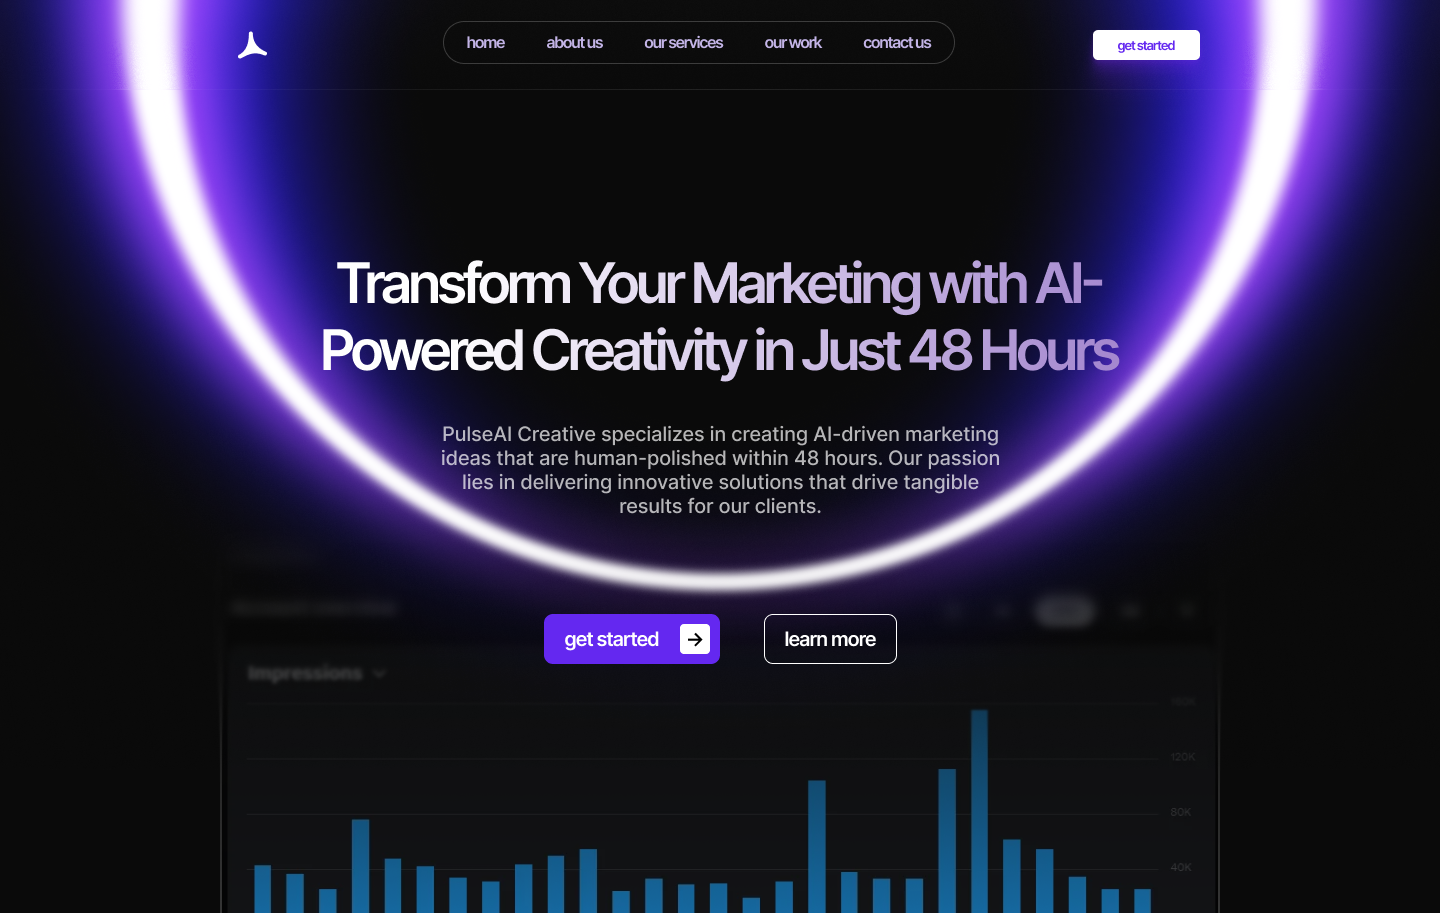 home about us our services our work contact us get started
Transform Your Marketing with AI-
Powered Creativity in Just 48 Hours
PulseAI Creative specializes in creating AI-driven marketing
ideas that are human-polished within 48 hours. Our passion
lies in delivering innovative solutions that drive tangible
results for our clients.
get started learn more
Impressions
160K
120K
80K
40K